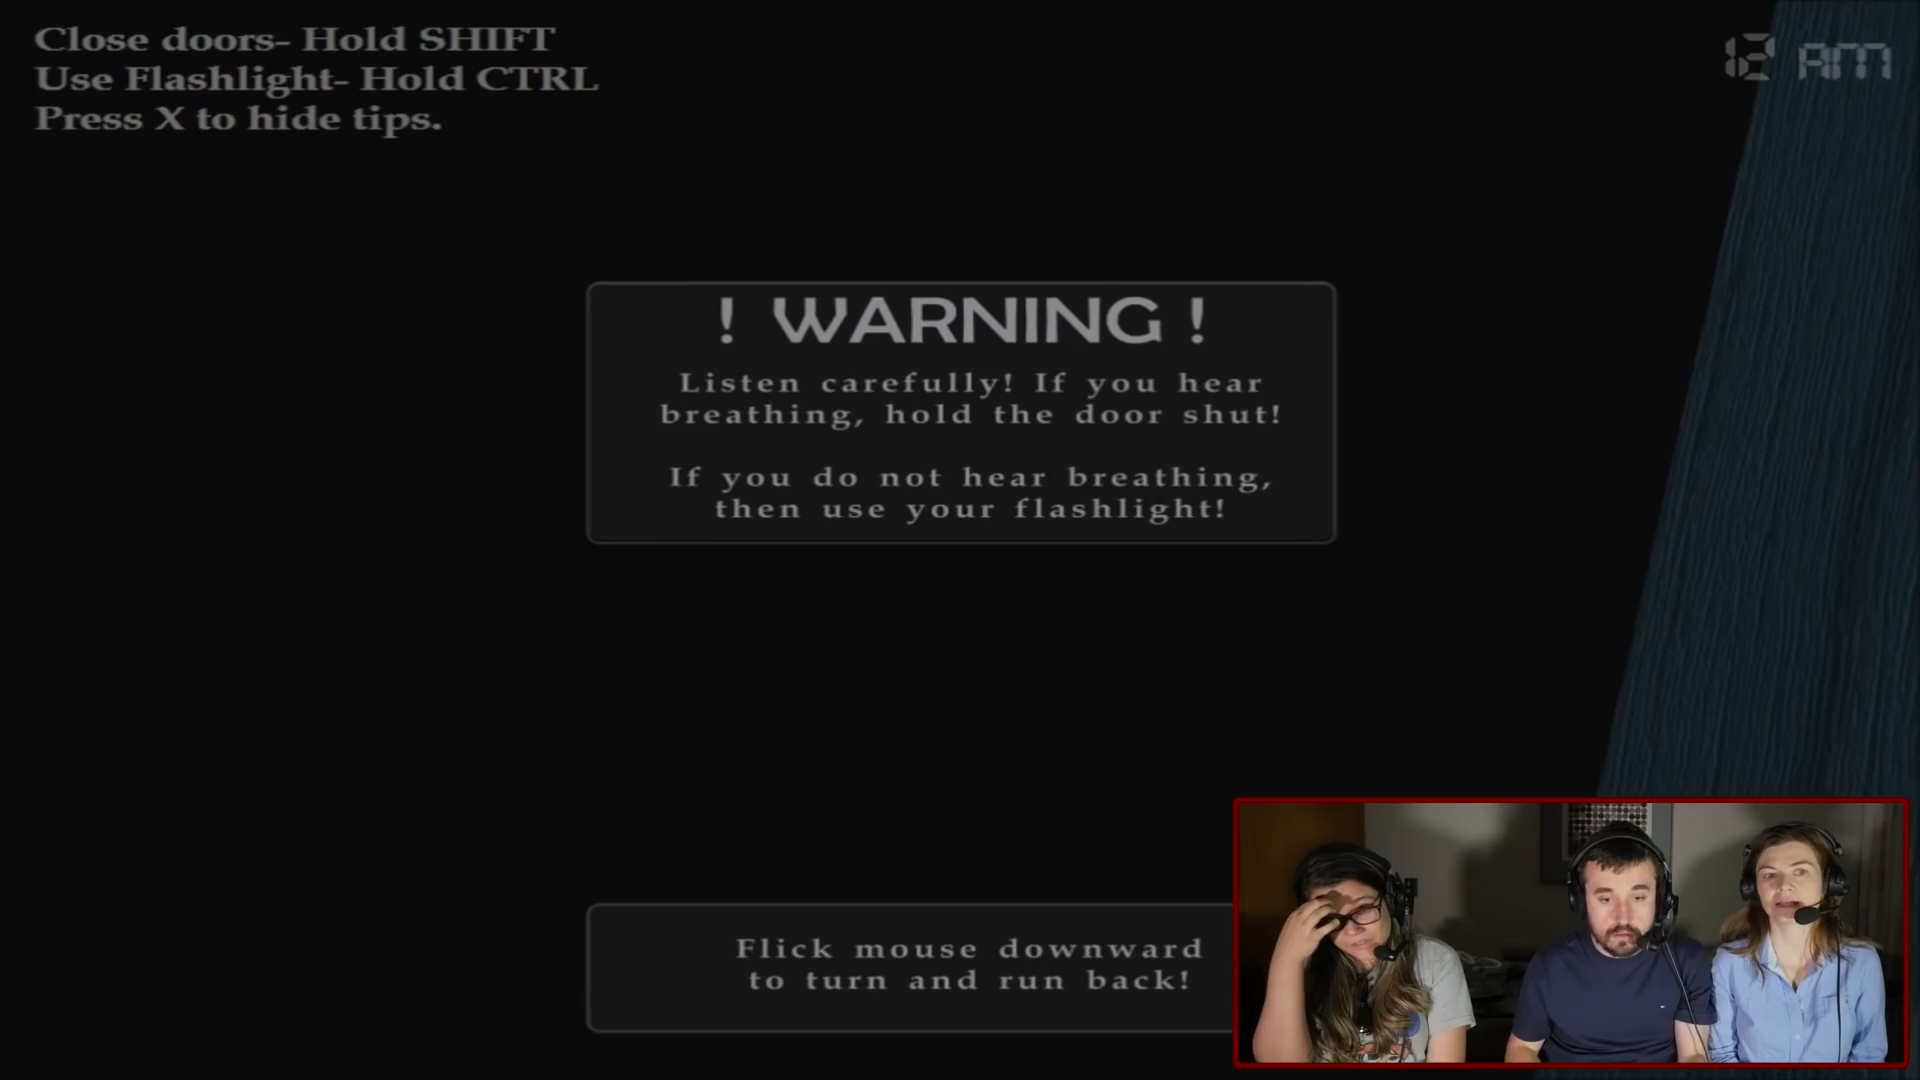 Close doors- Hold SHIFT
Use Flashlight- Hold CTRL
Press X to hide tips.
12 AM
! WARNING !
Listen carefully! If you hear
breathing, hold the door shut!
If you do not hear breathing,
then use your flashlight!
Flick mouse downward
to turn and run back!